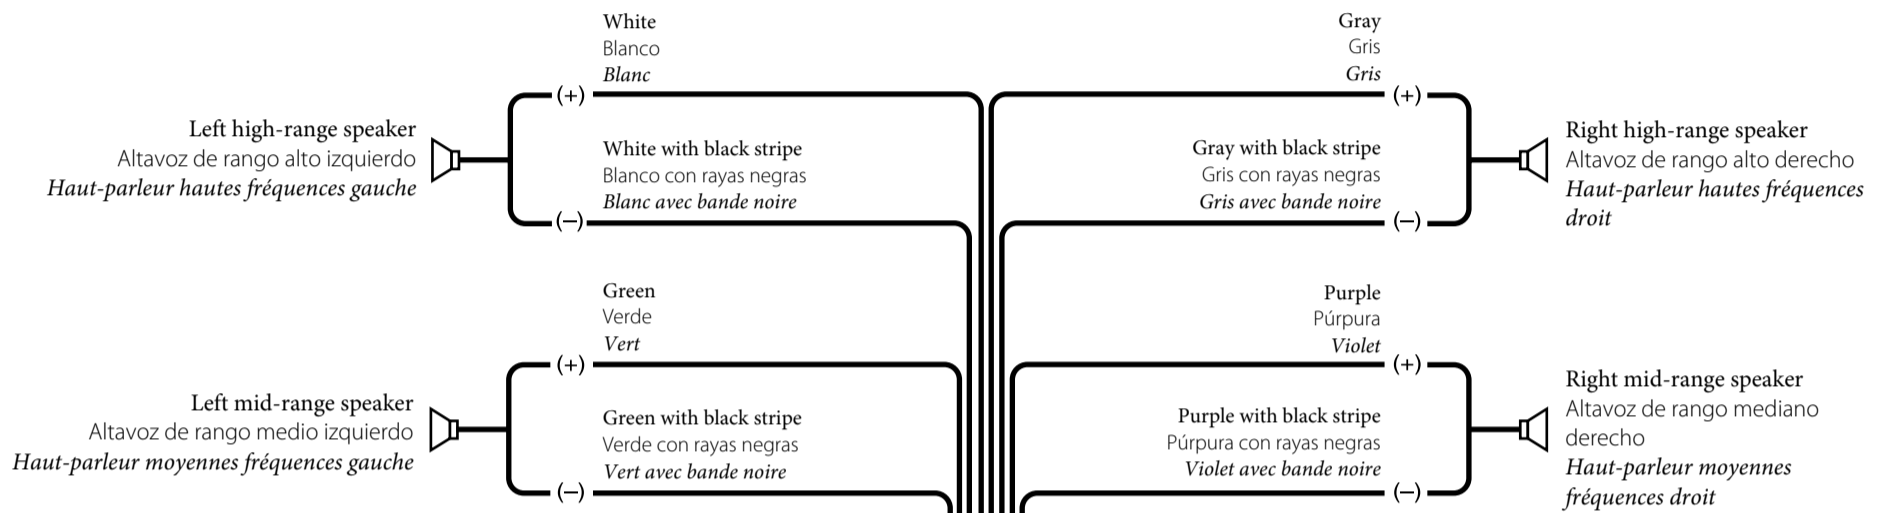 White
Blanco
Blanc
(+)
Left high-range speaker
Altavoz de rango alto izquierdo
Haut-parleur hautes fréquences gauche
White with black stripe
Blanco con rayas negras
Blanc avec bande noire
(−)
Gray
Gris
Gris
(+)
Gray with black stripe
Gris con rayas negras
Gris avec bande noire
(−)
Right high-range speaker
Altavoz de rango alto derecho
Haut-parleur hautes fréquences
droit
Green
Verde
Vert
(+)
Left mid-range speaker
Altavoz de rango medio izquierdo
Haut-parleur moyennes fréquences gauche
Green with black stripe
Verde con rayas negras
Vert avec bande noire
(−)
Purple
Púrpura
Violet
(+)
Purple with black stripe
Púrpura con rayas negras
Violet avec bande noire
(−)
Right mid-range speaker
Altavoz de rango mediano
derecho
Haut-parleur moyennes
fréquences droit